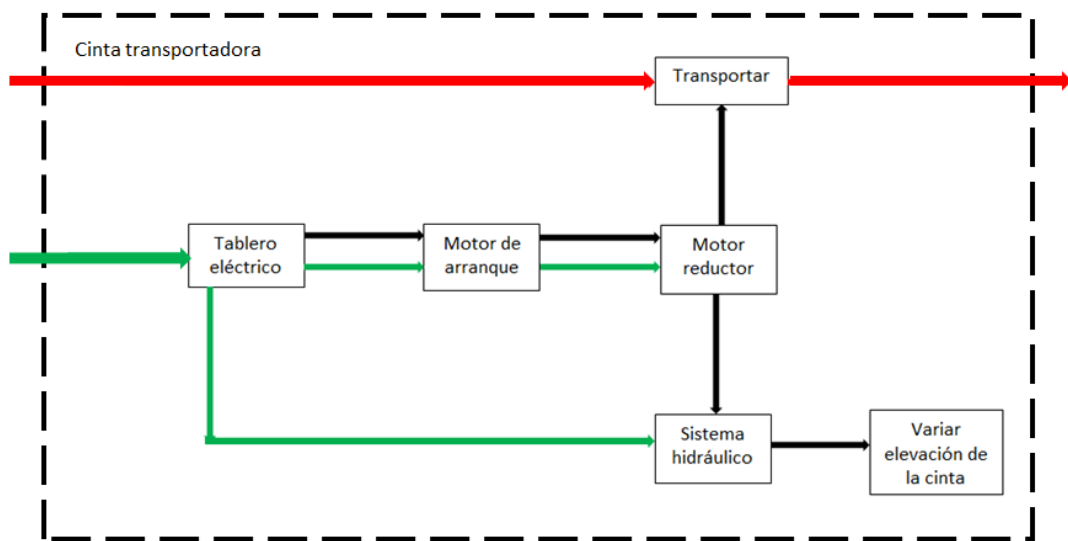 Cinta transportadora
Transportar
Tablero
eléctrico
Motor de
arranque
Motor
reductor
Sistema
hidráulico
Variar
elevación de
la cinta